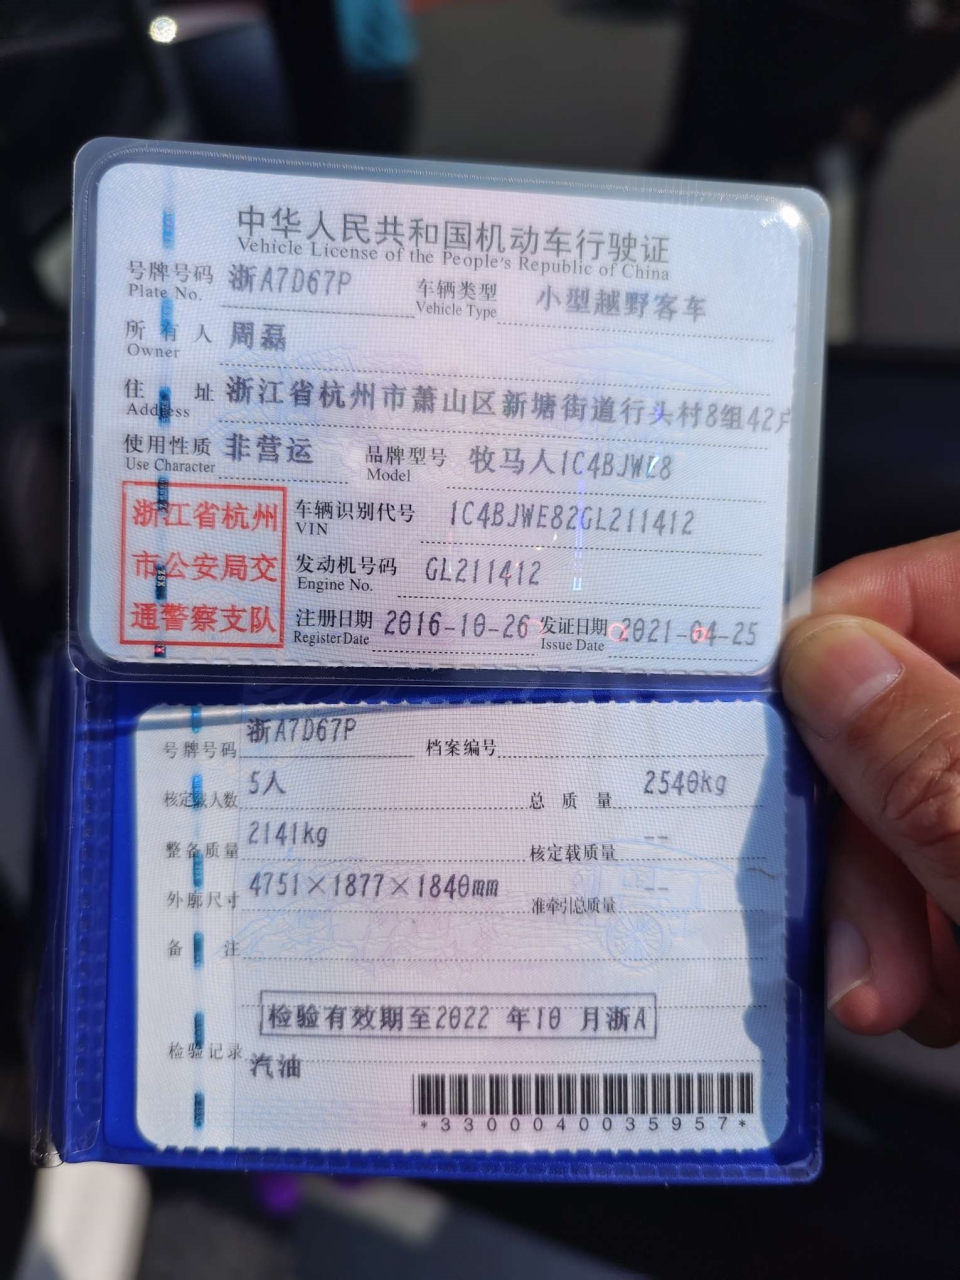 中华人民共和国机动车行驶证
Vehicle License of the People's Republic of China
号牌号码 浙A7D67P 车辆类型 小型越野客车
Plate No. Vehicle Type
所有人 周磊
Owner
住址 浙江省杭州市萧山区新塘街道行头村8组42户
Address
使用性质 非营运 品牌型号 牧马人1C4BJWE8
Use Character Model
浙江省杭州
市公安局交
通警察支队
车辆识别代号 1C4BJWE82GL211412
VIN
发动机号码 GL211412
Engine No.
注册日期 2016-10-26 发证日期 2021-04-25
Register Date Issue Date
号牌号码 浙A7D67P 档案编号
核定载人数 5人 总质量 2540kg
整备质量 2141kg 核定载质量 --
外廓尺寸 4751×1877×1840mm 准牵引总质量 --
备注
检验有效期至2022 年10 月浙A
检验记录
汽油
*3300040035957*